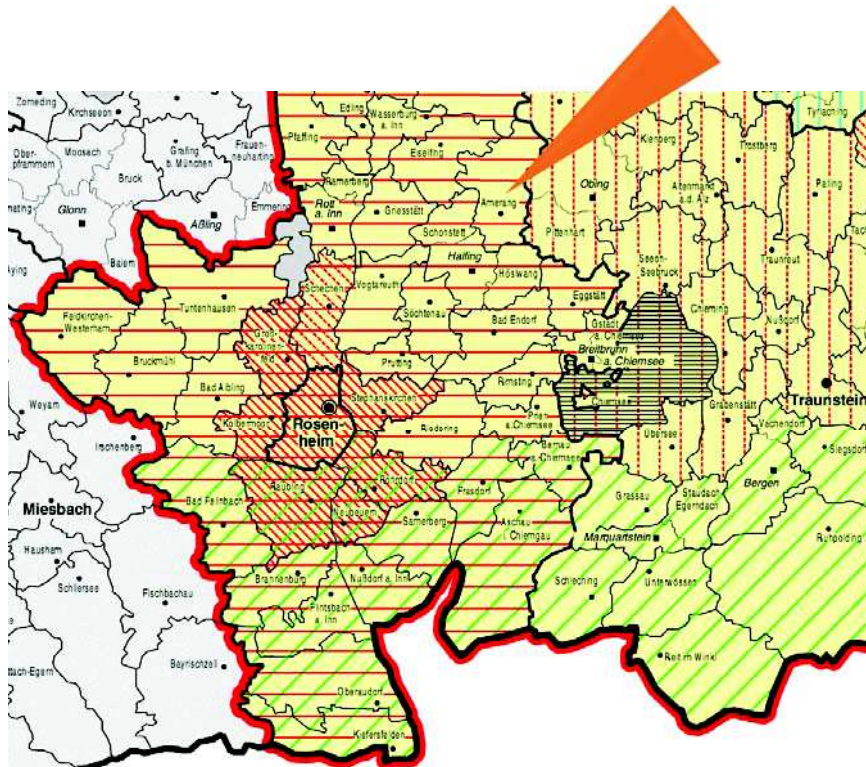 Zorneding
Kirchseen
Edling
Wasserburg
a. Inn
Pfaffing
Eiselfing
Kienberg
Trostberg
Tyrlaching
Ober-
pframmern
Moosach
Grafing
b. München
Frauen-
neuharting
Bruck
Ramerberg
Rott
a. Inn
Griesstätt
Amerang
Obing
Altenmarkt
a.d. Alz
Palling
Glonn
Aßling
Emmering
Schonstett
Pittenhart
Baiern
Halfing
Höslwang
Seeon-
Seebruck
Traunreut
Schechen
Vogtareuth
Eggstätt
Tuntenhausen
Söchtenau
Bad Endorf
Gstadt
a. Chiemsee
Chieming
Nußdorf
Feldkirchen-
Westerham
Groß-
karolinen-
feld
Breitbrunn
a. Chiemsee
Bruckmühl
Prutting
Rimsting
Chiemsee
Traunstein
Weyarn
Bad Aibling
Stephanskirchen
Kolbermoor
Rosen-
heim
Riedering
Prien
a. Chiemsee
Grabenstätt
Vachendorf
Irschenberg
Bernau
a. Chiemsee
Übersee
Siegsdorf
Raubling
Rohrdorf
Frasdorf
Bergen
Bad Feilnbach
Neubeuern
Samerberg
Aschau
i. Chiemgau
Grassau
Staudach
Egerndach
Miesbach
Marquartstein
Ruhpolding
Hausham
Schliersee
Fischbachau
Brannenburg
Nußdorf a. Inn
Schleching
Unterwössen
Flintsbach
a. Inn
Bayrischzell
Reit im Winkl
Oberaudorf
Kiefersfelden